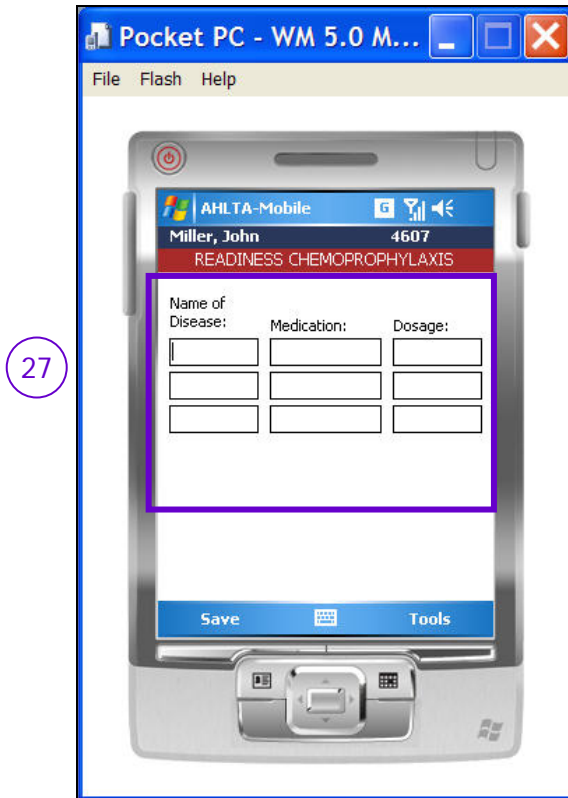 Pocket PC - WM 5.0 M...
File Flash Help
AHLTA-Mobile G
Miller, John 4607
READINESS CHEMOPROPHYLAXIS
Name of
Disease: Medication: Dosage:
27
Save Tools